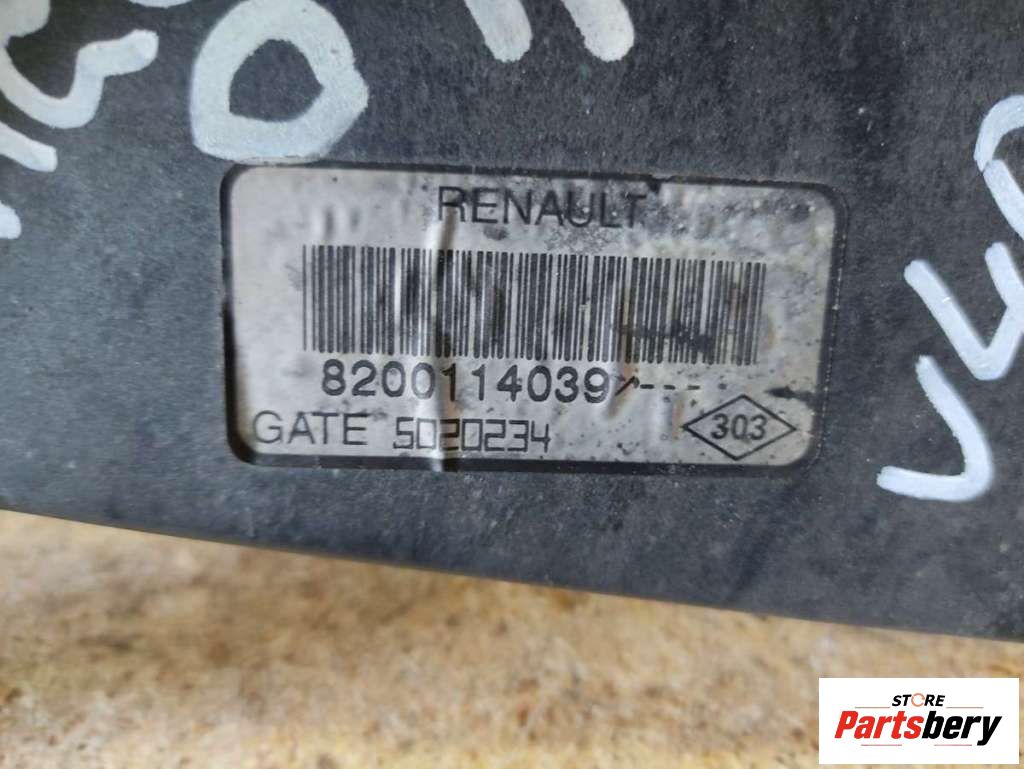 RENAULT
8200114039↗----
GATE 5020234
303
STORE
Partsbery